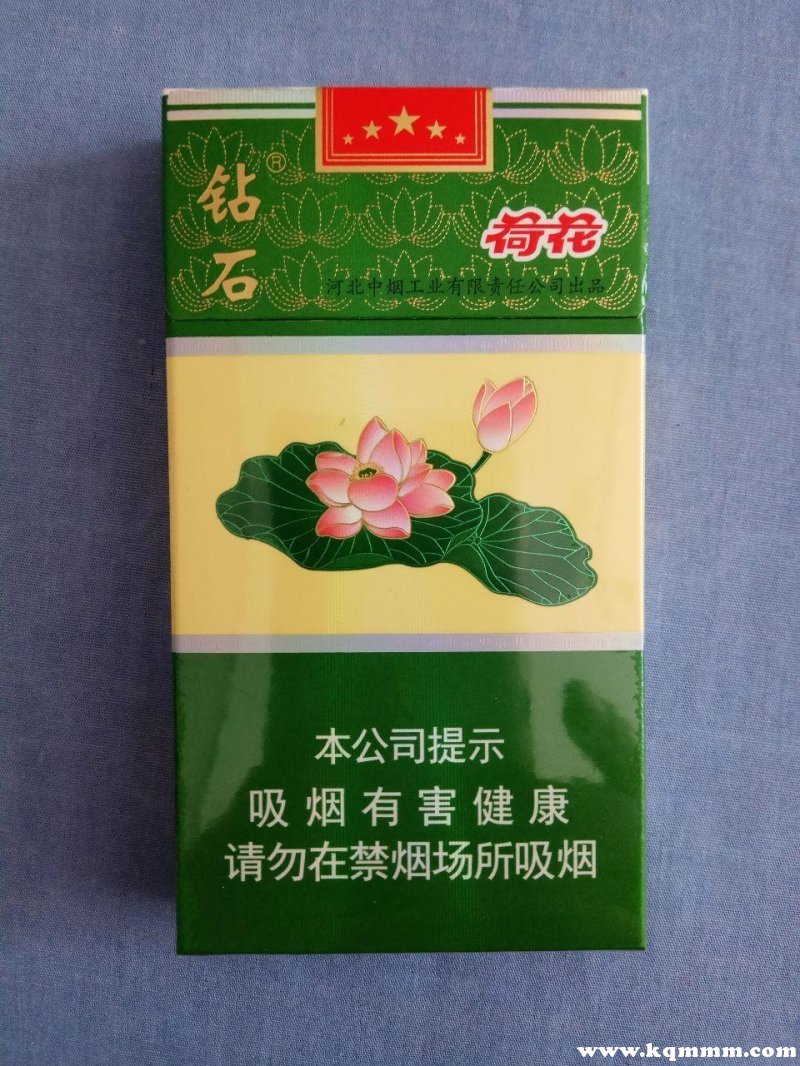 钻石®
荷花
河北中烟工业有限责任公司出品
本公司提示
吸烟有害健康
请勿在禁烟场所吸烟
www.kqmmm.com